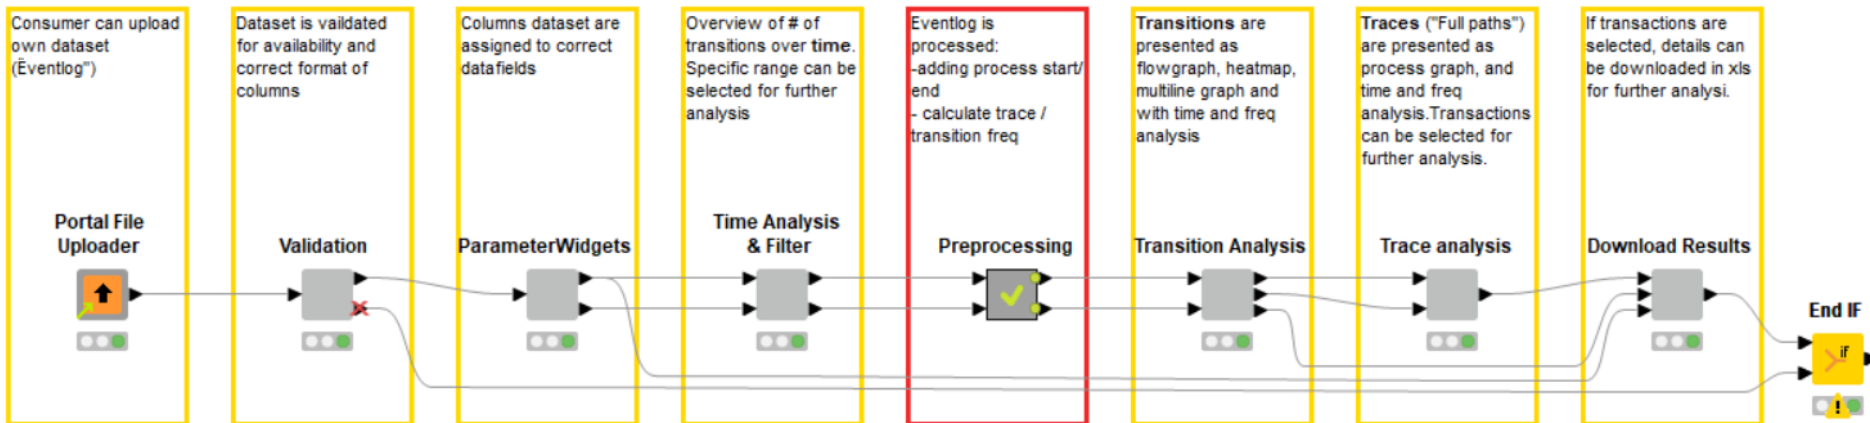 Consumer can upload
own dataset
(Ëventlog")
Dataset is vaildated
for availability and
correct format of
columns
Columns dataset are
assigned to correct
datafields
Overview of # of
transitions over time.
Specific range can be
selected for further
analysis
Eventlog is
processed:
-adding process start/
end
- calculate trace /
transition freq
Transitions are
presented as
flowgraph, heatmap,
multiline graph and
with time and freq
analysis
Traces ("Full paths")
are presented as
process graph, and
time and freq
analysis.Transactions
can be selected for
further analysis.
If transactions are
selected, details can
be downloaded in xls
for further analysi.
Portal File
Uploader
Validation
ParameterWidgets
Time Analysis
& Filter
Preprocessing
Transition Analysis
Trace analysis
Download Results
End IF
if